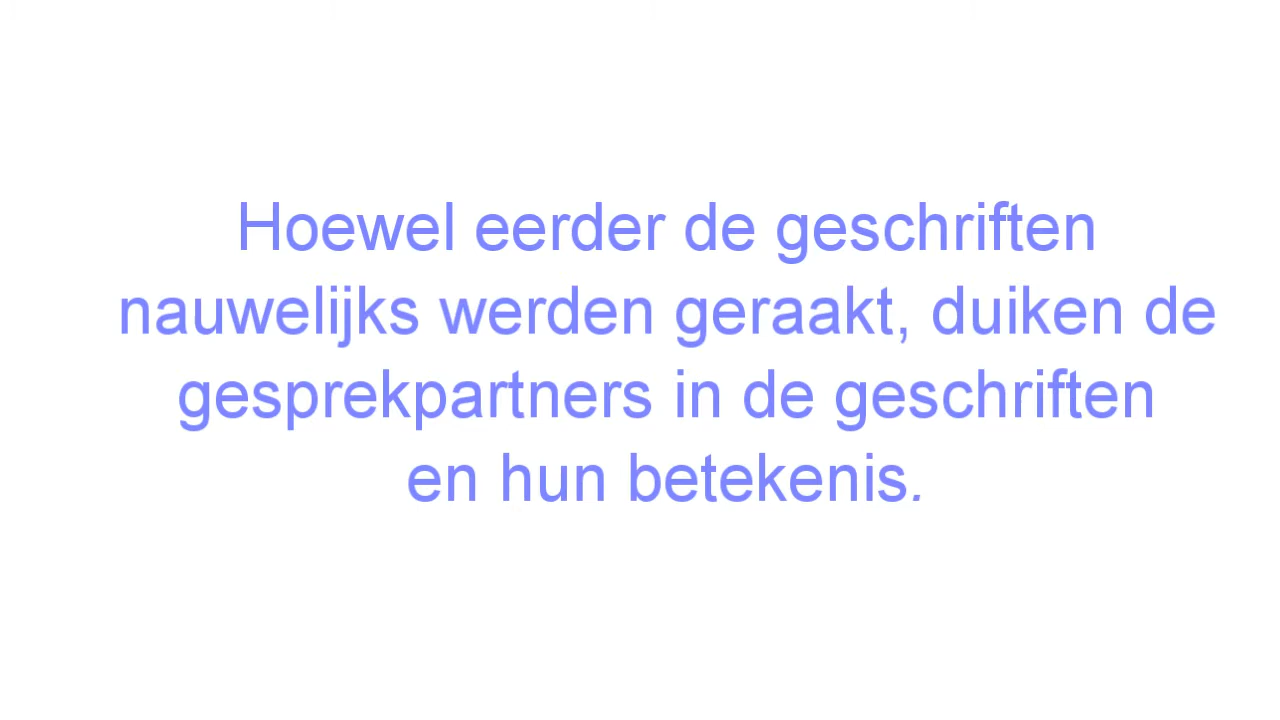 Hoewel eerder de geschriften
nauwelijks werden geraakt, duiken de
gesprekpartners in de geschriften
en hun betekenis.